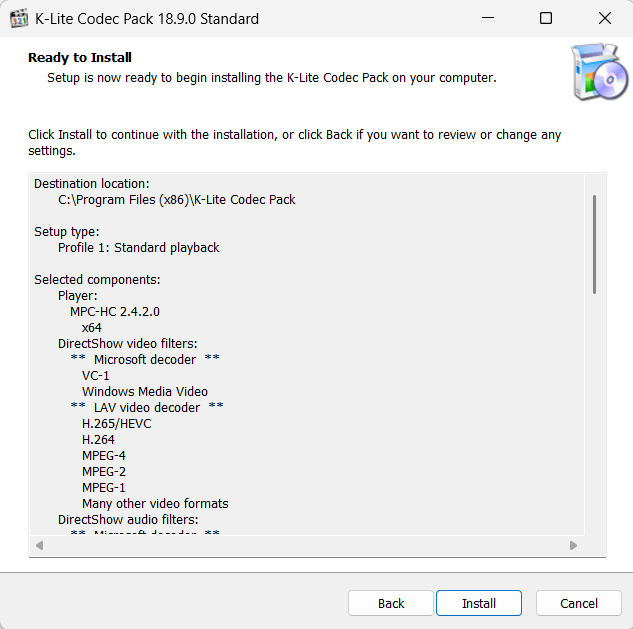 K-Lite Codec Pack 18.9.0 Standard
Ready to Install
Setup is now ready to begin installing the K-Lite Codec Pack on your computer.
Click Install to continue with the installation, or click Back if you want to review or change any
settings.
Destination location:
C:\Program Files (x86)\K-Lite Codec Pack
Setup type:
Profile 1: Standard playback
Selected components:
Player:
MPC-HC 2.4.2.0
x64
DirectShow video filters:
** Microsoft decoder **
VC-1
Windows Media Video
** LAV video decoder **
H.265/HEVC
H.264
MPEG-4
MPEG-2
MPEG-1
Many other video formats
DirectShow audio filters:
** Microsoft decoder **
Back
Install
Cancel